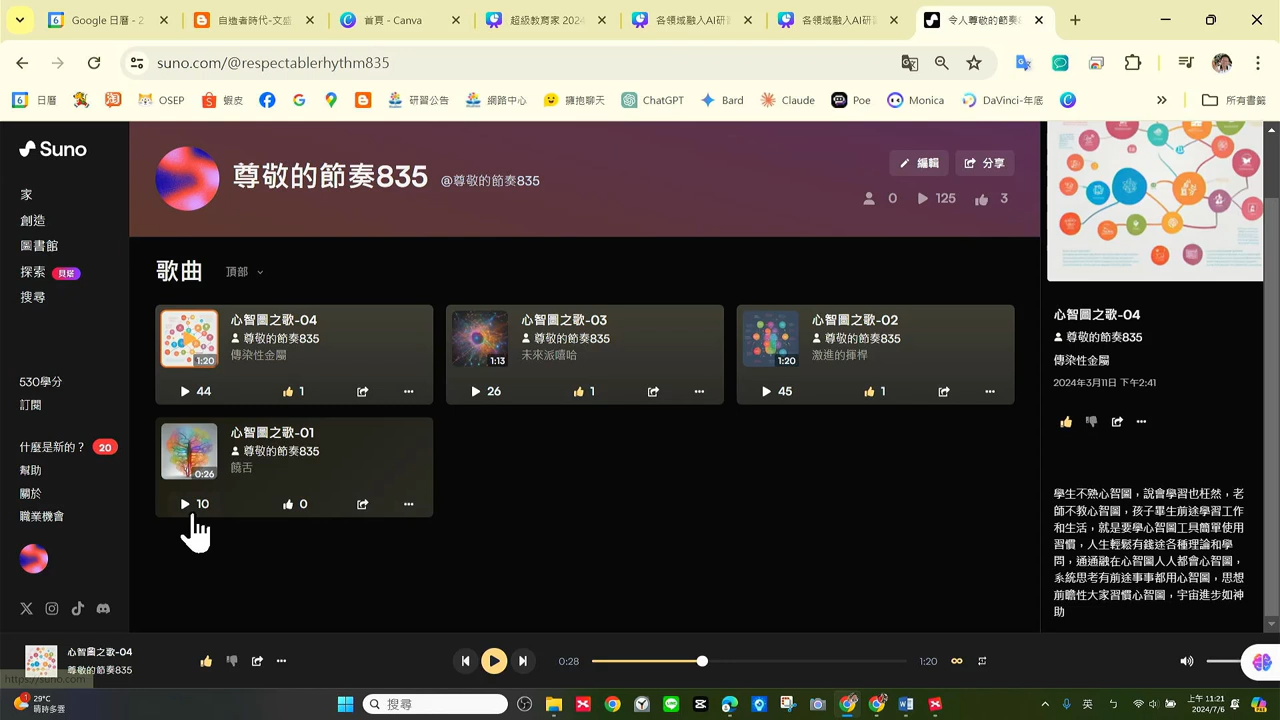 Google 日曆 - 2
自造者時代-文盛
首頁 - Canva
超級教育家 2024
各領域融入AI研
各領域融入AI研
令人尊敬的節奏
suno.com/@respectablerhythm835
日曆
OSEP
蝦皮
研習公告
網路中心
擁抱聊天
ChatGPT
Bard
Claude
Poe
Monica
DaVinci-年底
所有書籤
Suno
家
創造
圖書館
探索 貝塔
搜尋
530學分
訂閱
什麼是新的？ 20
幫助
關於
職業機會
尊敬的節奏835 @尊敬的節奏835
編輯
分享
0 125 3
歌曲 頂部
心智圖之歌-04
尊敬的節奏835
傳染性金屬
1:20
44 1
心智圖之歌-03
尊敬的節奏835
未來派嘻哈
1:13
26 1
心智圖之歌-02
尊敬的節奏835
激進的揮桿
1:20
45 1
心智圖之歌-01
尊敬的節奏835
饒舌
0:26
10 0
心智圖之歌-04
尊敬的節奏835
傳染性金屬
2024年3月11日 下午2:41
學生不熟心智圖，說會學習也枉然，老
師不教心智圖，孩子畢生前途學習工作
和生活，就是要學心智圖工具簡單使用
習慣，人生輕鬆有錢途各種理論和學
問，通通融在心智圖人人都會心智圖，
系統思考有前途事事都用心智圖，思想
前瞻性大家習慣心智圖，宇宙進步如神
助
心智圖之歌-04
尊敬的節奏835
https://suno.com
0:28
1:20
29°C
晴時多雲
1
搜尋
英
上午 11:21
2024/7/6